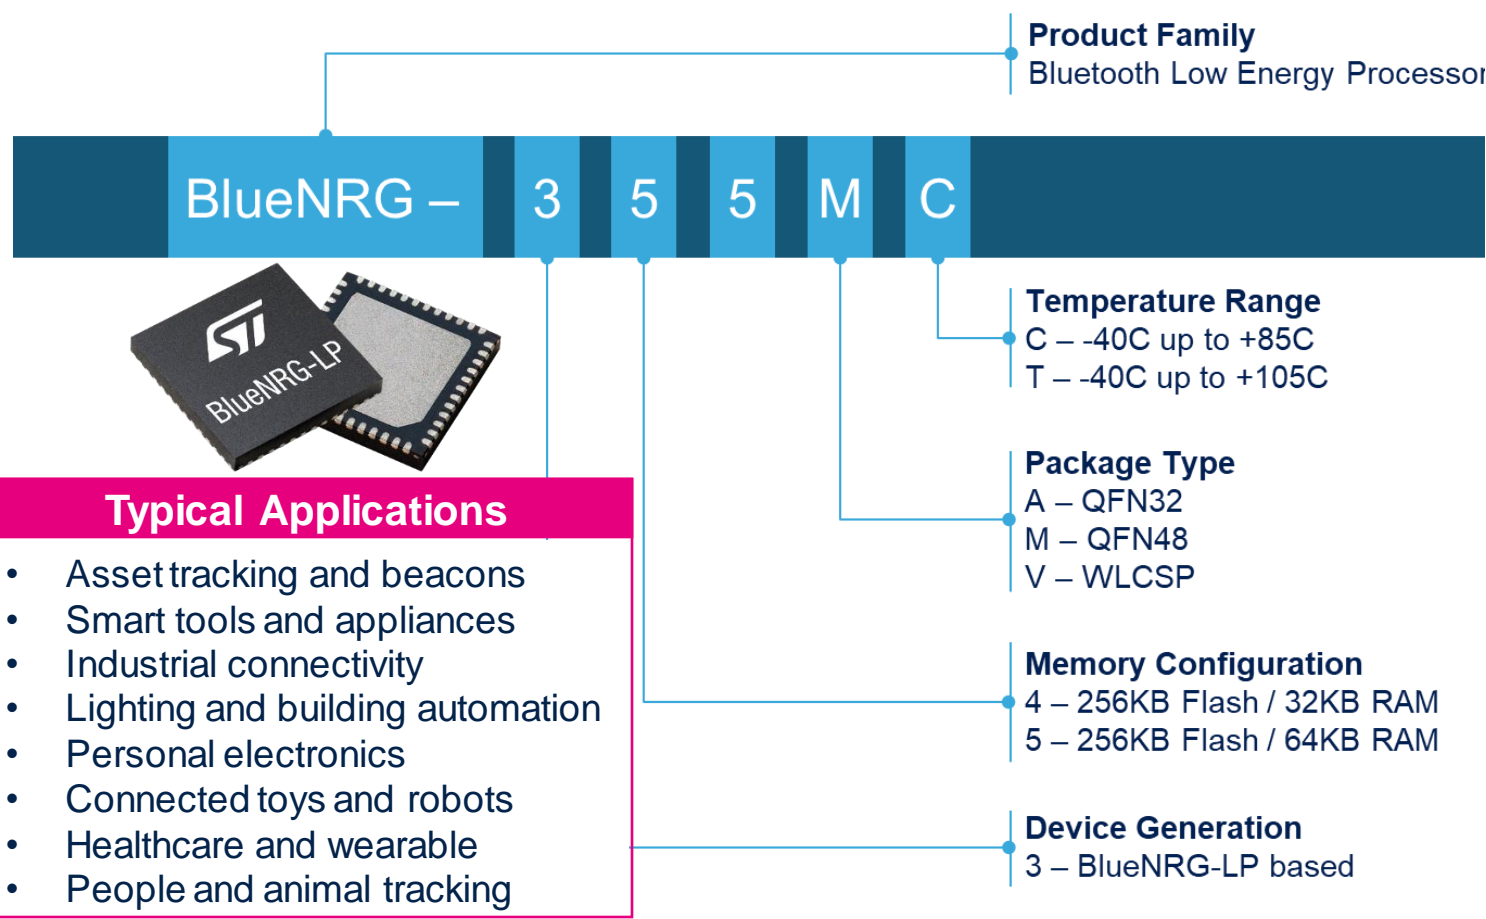 Product Family
Bluetooth Low Energy Processor
BlueNRG – 3 5 5 M C
ST
BlueNRG-LP
Temperature Range
C – -40C up to +85C
T – -40C up to +105C
Package Type
A – QFN32
M – QFN48
V – WLCSP
Memory Configuration
4 – 256KB Flash / 32KB RAM
5 – 256KB Flash / 64KB RAM
Device Generation
3 – BlueNRG-LP based
Typical Applications
• Asset tracking and beacons
• Smart tools and appliances
• Industrial connectivity
• Lighting and building automation
• Personal electronics
• Connected toys and robots
• Healthcare and wearable
• People and animal tracking